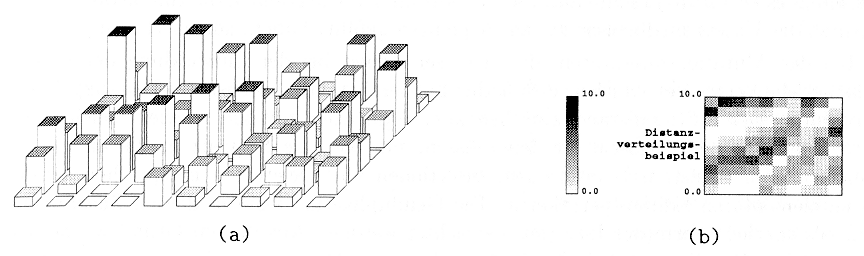 10.0
10.0
Distanz-
verteilungs-
beispiel
0.0
0.0
(a)
(b)